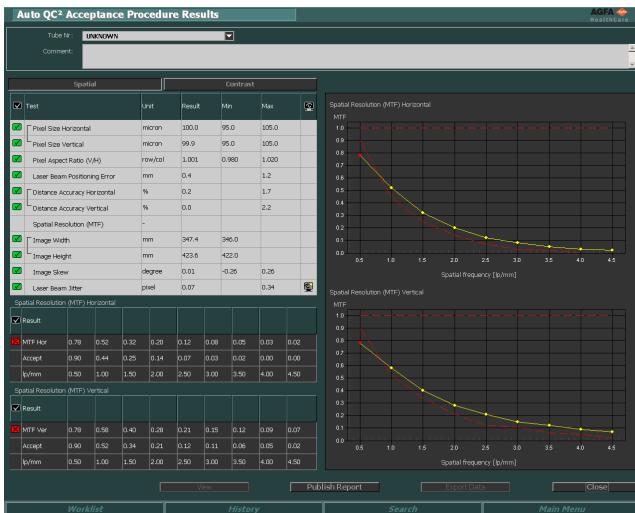 Auto QC² Acceptance Procedure Results
AGFA
HealthCare
Tube Nr: UNKNOWN
Comment:
Spatial Contrast
Test Unit Result Min Max
Pixel Size Horizontal micron 100.0 95.0 105.0
Pixel Size Vertical micron 99.9 95.0 105.0
Pixel Aspect Ratio (V/H) row/col 1.001 0.980 1.020
Laser Beam Positioning Error mm 0.4 1.2
Distance Accuracy Horizontal % 0.2 1.7
Distance Accuracy Vertical % 0.0 2.2
Spatial Resolution (MTF) -
Image Width mm 347.4 346.0
Image Height mm 423.6 422.0
Image Skew degree 0.01 -0.26 0.26
Laser Beam Jitter pixel 0.07 0.34
Spatial Resolution (MTF) Horizontal
Result
MTF Hor 0.78 0.52 0.32 0.20 0.12 0.08 0.05 0.03 0.02
Accept 0.90 0.44 0.25 0.14 0.07 0.03 0.02 0.00 0.00
lp/mm 0.50 1.00 1.50 2.00 2.50 3.00 3.50 4.00 4.50
Spatial Resolution (MTF) Vertical
Result
MTF Ver 0.78 0.58 0.40 0.28 0.21 0.15 0.12 0.09 0.07
Accept 0.90 0.52 0.34 0.21 0.12 0.11 0.06 0.05 0.02
lp/mm 0.50 1.00 1.50 2.00 2.50 3.00 3.50 4.00 4.50
Spatial Resolution (MTF) Horizontal
MTF
1.0
0.9
0.8
0.7
0.6
0.5
0.4
0.3
0.2
0.1
0.0
0.5 1.0 1.5 2.0 2.5 3.0 3.5 4.0 4.5
Spatial frequency [lp/mm]
Spatial Resolution (MTF) Vertical
MTF
1.0
0.9
0.8
0.7
0.6
0.5
0.4
0.3
0.2
0.1
0.0
0.5 1.0 1.5 2.0 2.5 3.0 3.5 4.0 4.5
Spatial frequency [lp/mm]
View Publish Report Export Data Close
Worklist History Search Main Menu